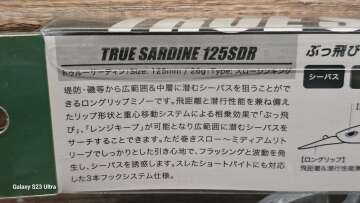 TRUE SARDINE 125SDR
トゥルーサーディン/Size: 125mm / 26g / Type: スローシンキング
堤防・磯等から広範囲&中層に潜むシーバスを狙うことがで
きるロングリップミノーです。飛距離と潜行性能を兼ね備え
たリップ形状と重心移動システムによる相乗効果で「ぶっ飛
び」、「レンジキープ」が可能となり広範囲に潜むシーバスを
サーチすることできます。ただ巻きスロー〜ミディアムリト
リーブでしっかりとした引き心地で、フラッシングと波動を発
生し、シーバスを誘惑します。スレたショートバイトにも対応
した3本フックシステム仕様。
ぶっ飛び
シーバス
【ロングリップ】
Galaxy S23 Ultra